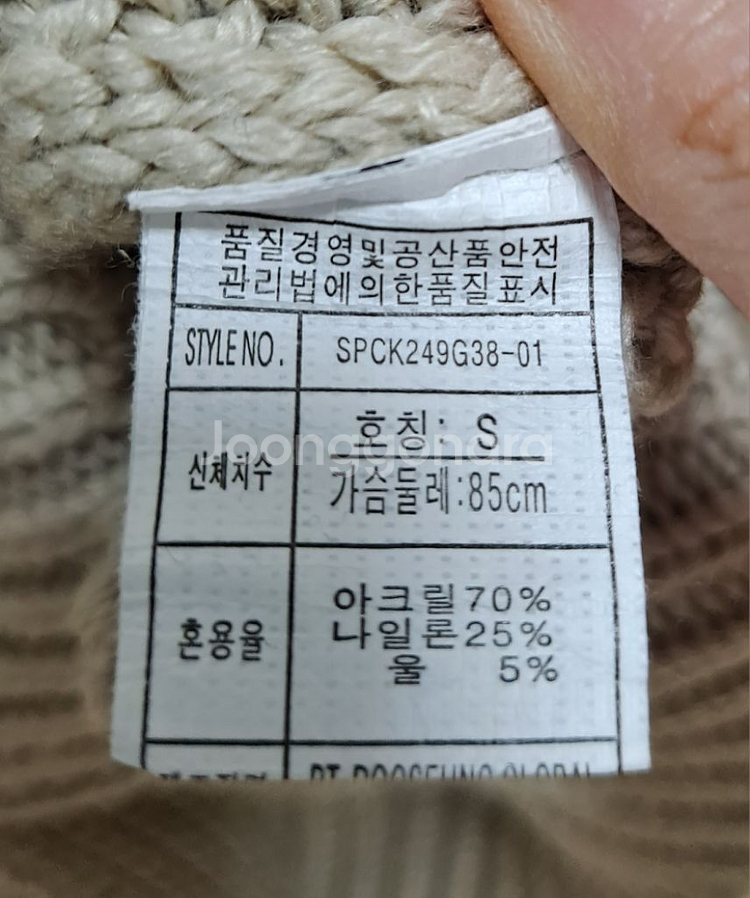 품질경영및공산품안전
관리법에의한품질표시
STYLE NO. SPCK249G38-01
신체치수
호칭: S
가슴둘레:85cm
혼용율
아크릴70%
나일론25%
울 5%
joonggonara